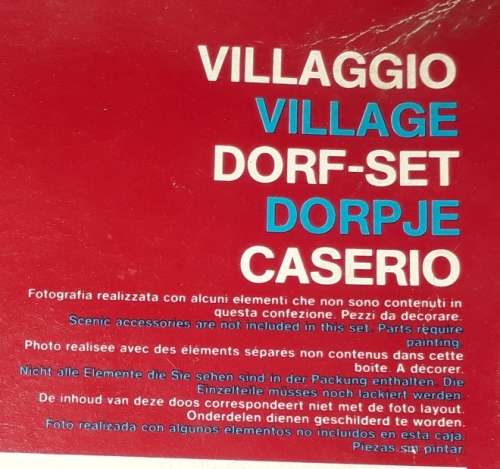 VILLAGGIO
VILLAGE
DORF-SET
DORPJE
CASERIO
Fotografia realizzata con alcuni elementi che non sono contenuti in
questa confezione. Pezzi da decorare.
Scenic accessories are not included in this set. Parts require
painting.
Photo realisée avec des éléments séparés non contenus dans cette
boite. A décorer.
Nicht alle Elemente die Sie sehen sind in der Packung enthalten. Die
Einzelteile müsses noch lackiert werden.
De inhoud van deze doos correspondeert niet met de foto layout.
Onderdelen dienen geschilderd te worden.
Foto realizada con algunos elementos no incluidos en esta caja.
Piezas sin pintar.